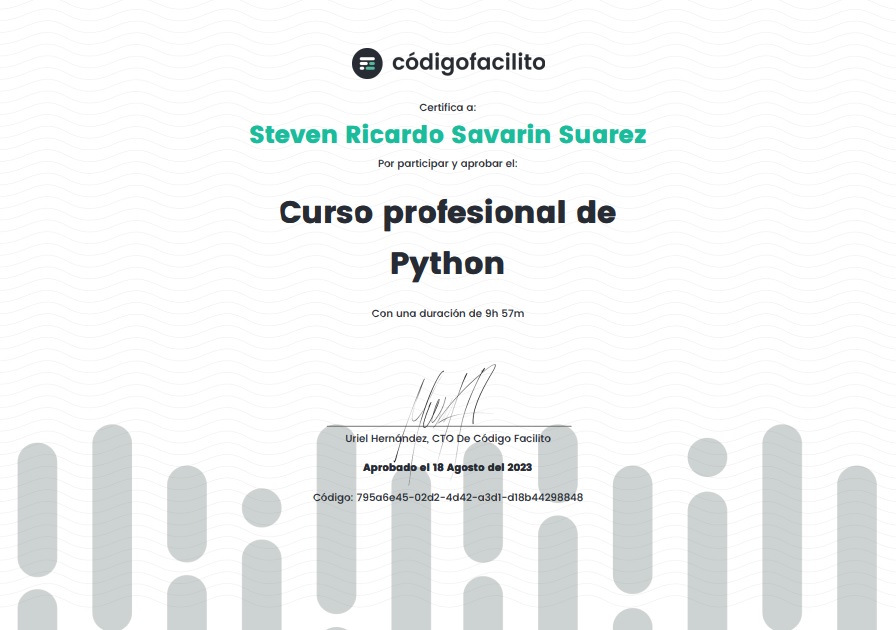 códigofacilito
Certifica a:
Steven Ricardo Savarin Suarez
Por participar y aprobar el:
Curso profesional de
Python
Con una duración de 9h 57m
Uriel Hernández, CTO De Código Facilito
Aprobado el 18 Agosto del 2023
Código: 795a6e45-02d2-4d42-a3d1-d18b44298848